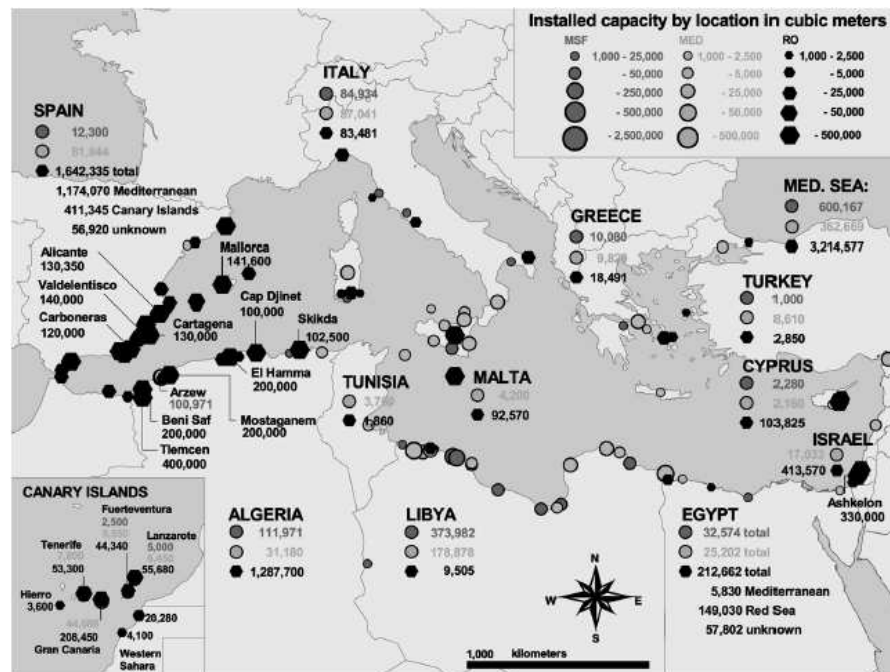 Installed capacity by location in cubic meters
MSF MED RO
1,000 - 25,000 1,000 - 2,500 1,000 - 2,500
- 50,000 - 5,000 - 5,000
- 250,000 - 25,000 - 25,000
- 500,000 - 50,000 - 50,000
- 2,500,000 - 500,000 - 500,000
ITALY
84,934
87,041
83,481
SPAIN
12,300
1,642,335 total
1,174,070 Mediterranean
411,345 Canary Islands
56,920 unknown
MED. SEA:
600,167
362,669
3,214,577
GREECE
10,080
18,491
Alicante
130,350
Mallorca
141,600
Valdelentisco
140,000
Cap Djinet
100,000
Carboneras
120,000
Cartagena
130,000
Skikda
102,500
TURKEY
1,000
8,610
2,850
El Hamma
200,000
TUNISIA
1,860
MALTA
4,200
92,570
CYPRUS
2,280
103,825
Arzew
100,971
Beni Saf
200,000
Mostaganem
200,000
Tlemcen
400,000
ISRAEL
17,033
413,570
Ashkelon
330,000
CANARY ISLANDS
Fuerteventura
2,500
44,340
Lanzarote
5,000
55,680
Tenerife
53,300
Hierro
3,600
208,450
Gran Canaria
20,280
4,100
Western
Sahara
ALGERIA
111,971
31,180
1,287,700
LIBYA
373,982
178,878
9,505
EGYPT
32,574 total
25,202 total
212,662 total
5,830 Mediterranean
149,030 Red Sea
57,802 unknown
N
W E
S
1,000 kilometers